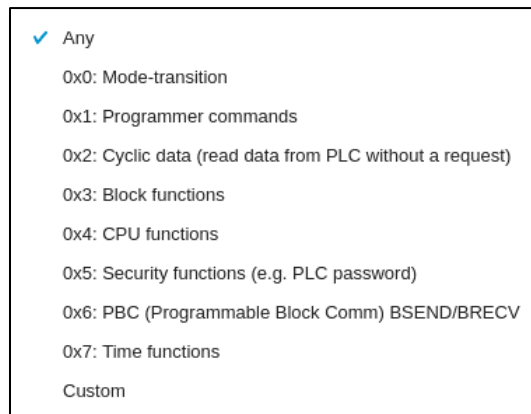 Any
0x0: Mode-transition
0x1: Programmer commands
0x2: Cyclic data (read data from PLC without a request)
0x3: Block functions
0x4: CPU functions
0x5: Security functions (e.g. PLC password)
0x6: PBC (Programmable Block Comm) BSEND/BRECV
0x7: Time functions
Custom